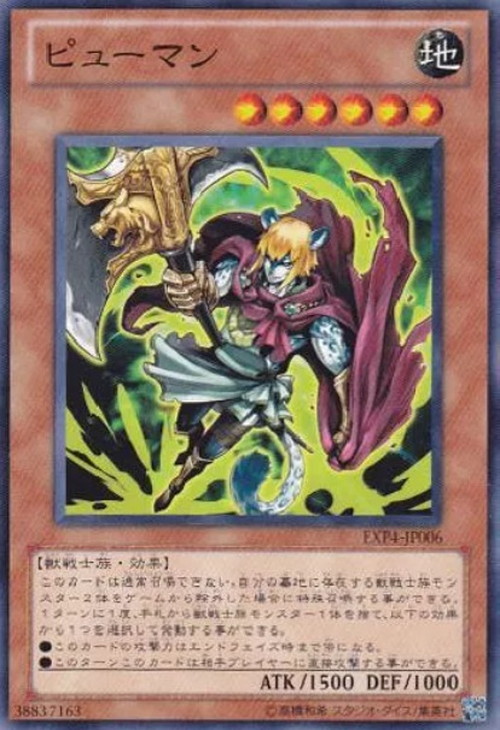 ピューマン
地
EXP4-JP006
【獣戦士族・効果】
このカードは通常召喚できない。自分の墓地に存在する獣戦士族モン
スター2体をゲームから除外した場合に特殊召喚する事ができる。
1ターンに1度、手札から獣戦士族モンスター1体を捨て、以下の効果
から1つを選択して発動する事ができる。
●このカードの攻撃力はエンドフェイズ時まで倍になる。
●このターンこのカードは相手プレイヤーに直接攻撃する事ができる。
ATK/1500 DEF/1000
38837163
©高橋和希 スタジオ・ダイス/集英社